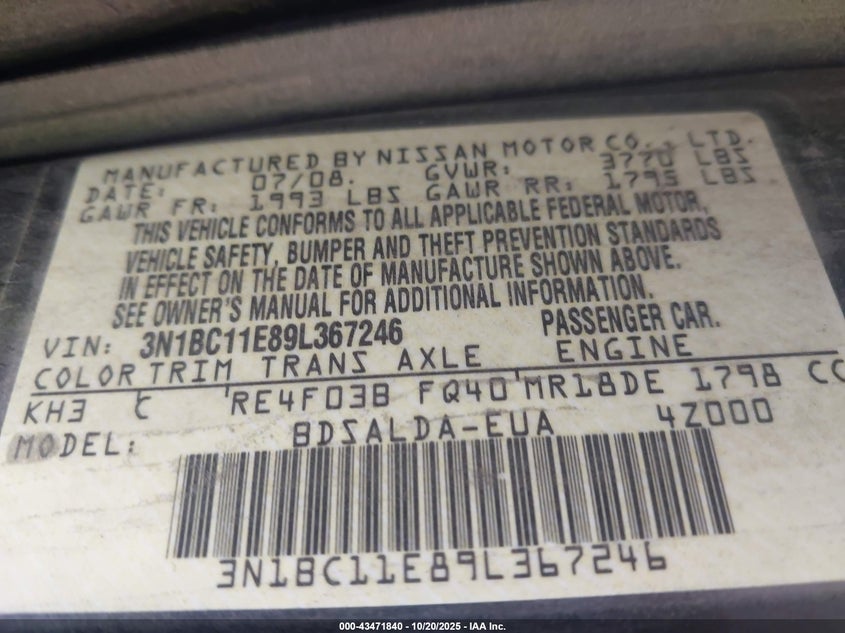 MANUFACTURED BY NISSAN MOTOR CO., LTD.
DATE: 07/08. GVWR: 3770 LBS
GAWR FR: 1993 LBS GAWR RR: 1795 LBS
THIS VEHICLE CONFORMS TO ALL APPLICABLE FEDERAL MOTOR,
VEHICLE SAFETY, BUMPER AND THEFT PREVENTION STANDARDS
IN EFFECT ON THE DATE OF MANUFACTURE SHOWN ABOVE.
SEE OWNER'S MANUAL FOR ADDITIONAL INFORMATION.
VIN: 3N1BC11E89L367246 PASSENGER CAR.
COLOR TRIM TRANS AXLE ENGINE
KH3 C RE4F03B FQ40 MR18DE 1798 CC
MODEL: BDSALDA-EUA 4Z000
3N1BC11E89L367246
000-43471840 - 10/20/2025 - IAA Inc.